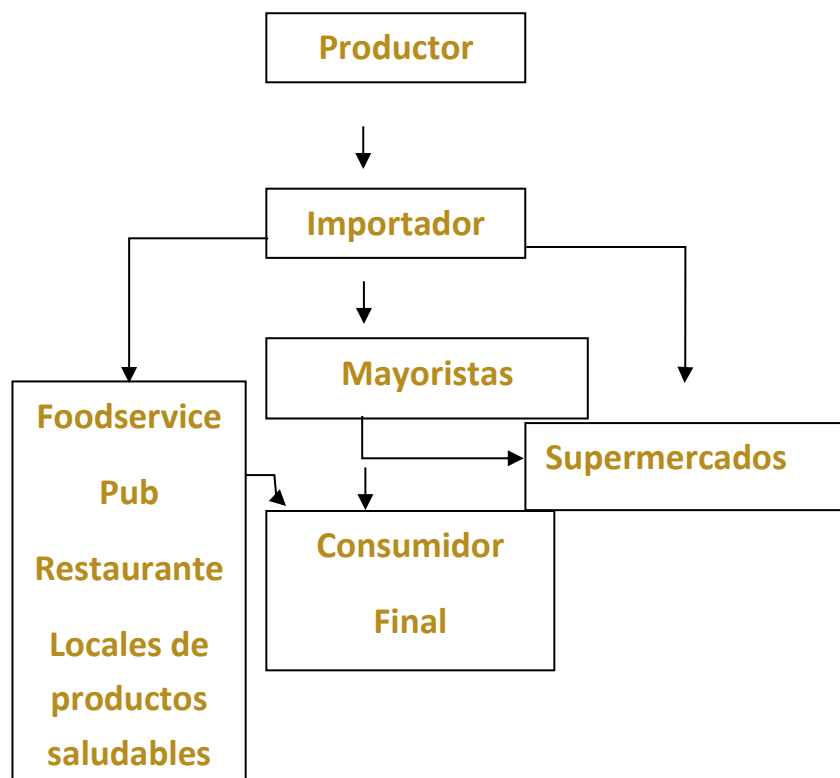 Productor
Importador
Mayoristas
Foodservice
Pub
Restaurante
Locales de
productos
saludables
Supermercados
Consumidor
Final